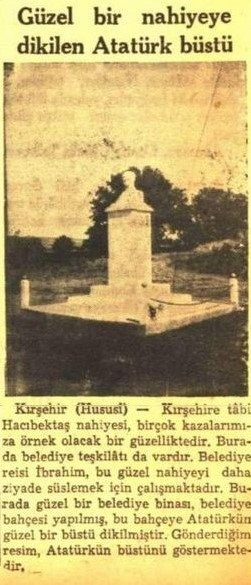 Güzel bir nahiyeye
dikilen Atatürk büstü
Kırşehir (Hususî) — Kırşehire tâbi
Hacıbektaş nahiyesi, birçok kazalarımı-
za örnek olacak bir güzelliktedir. Bura-
da belediye teşkilâtı da vardır. Belediye
reisi İbrahim, bu güzel nahiyeyi daha
ziyade süslemek için çalışmaktadır. Bu-
rada güzel bir belediye binası, belediye
bahçesi yapılmış, bu bahçeye Atatürkün
güzel bir büstü dikilmiştir. Gönderdiğim
resim, Atatürkün büstünü göstermekte-
dir.